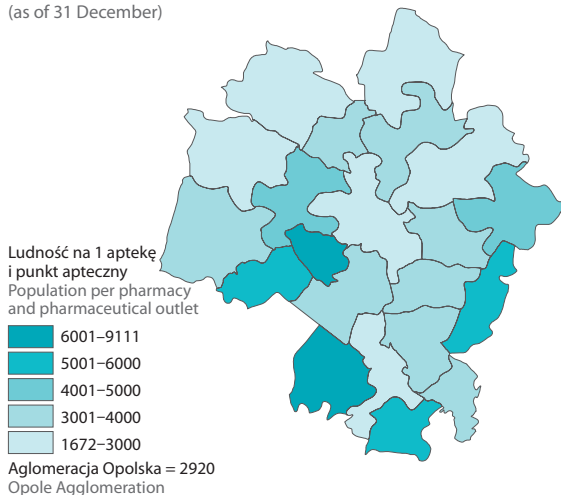 (as of 31 December)
Ludność na 1 aptekę
i punkt apteczny
Population per pharmacy
and pharmaceutical outlet
6001–9111
5001–6000
4001–5000
3001–4000
1672–3000
Aglomeracja Opolska = 2920
Opole Agglomeration